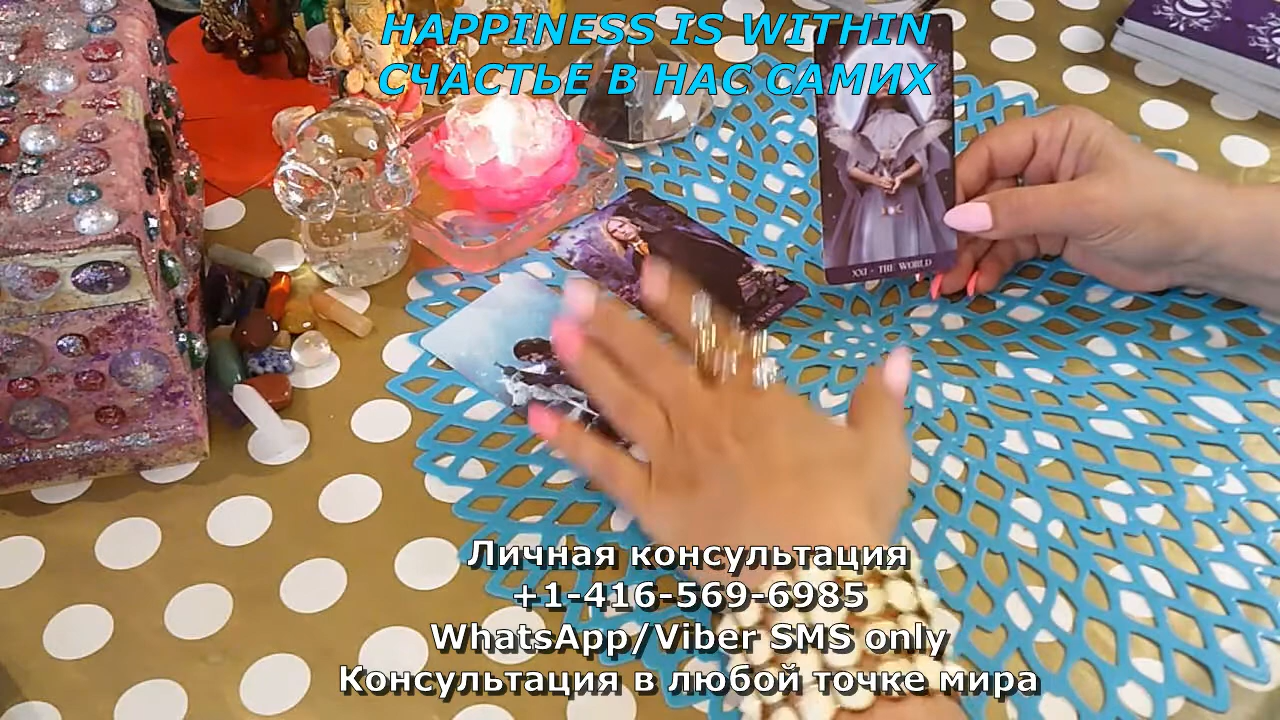 HAPPINESS IS WITHIN
СЧАСТЬЕ В НАС САМИХ
XXI - THE WORLD
Личная консультация
+1-416-569-6985
WhatsApp/Viber SMS only
Консультация в любой точке мира